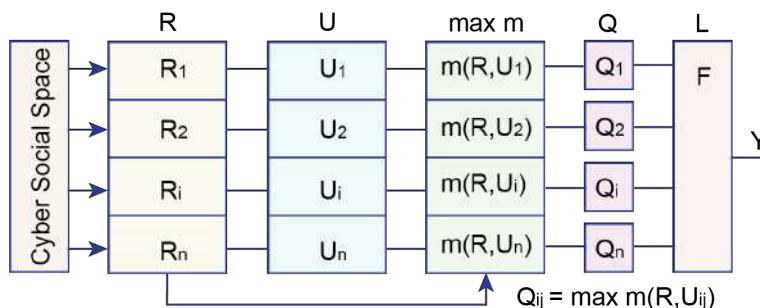 R U max m Q L
Cyber Social Space
R1 U1 m(R,U1) Q1 F
R2 U2 m(R,U2) Q2
Y
Ri Ui m(R,Ui) Qi
Rn Un m(R,Un) Qn
Qij = max m(R,Uij)